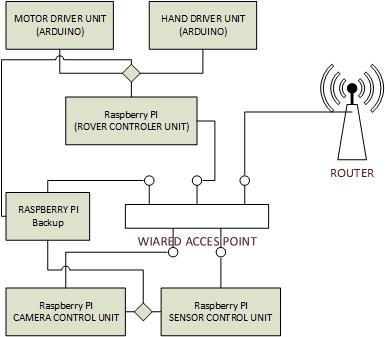 MOTOR DRIVER UNIT
(ARDUINO)
HAND DRIVER UNIT
(ARDUINO)
Raspberry PI
(ROVER CONTROLER UNIT)
ROUTER
RASPBERRY PI
Backup
WIARED ACCES POINT
Raspberry PI
CAMERA CONTROL UNIT
Raspberry PI
SENSOR CONTROL UNIT